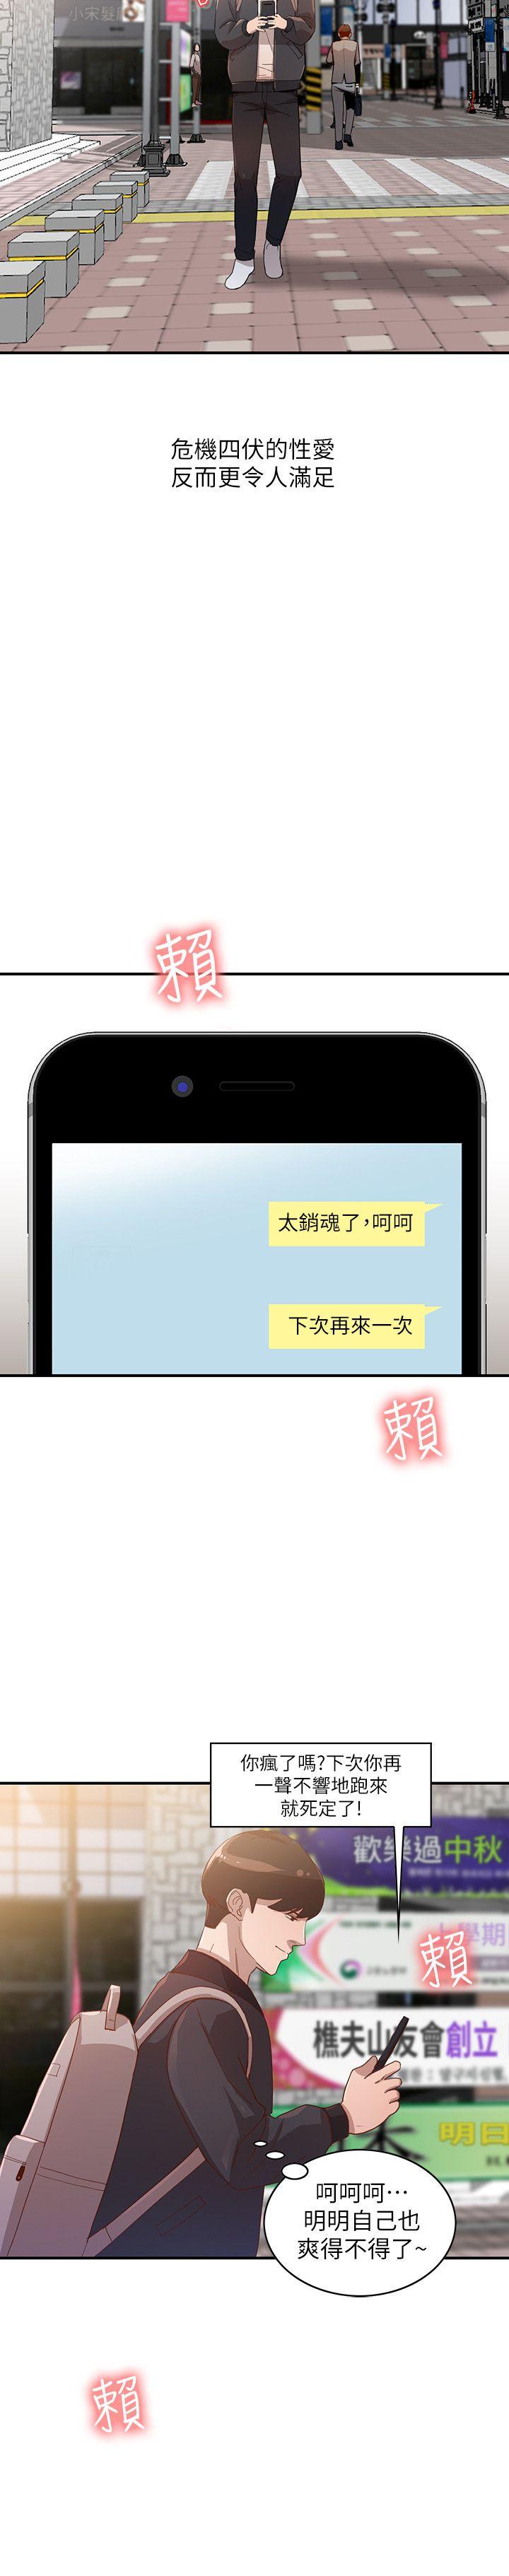 小宋髮
危機四伏的性愛
反而更令人滿足
賴
太銷魂了,呵呵
下次再來一次
賴
你瘋了嗎?下次你再
一聲不響地跑來
就死定了!
歡樂過中秋
上學期
賴
樵夫山友會創立
明日
呵呵呵…
明明自己也
爽得不得了~
賴